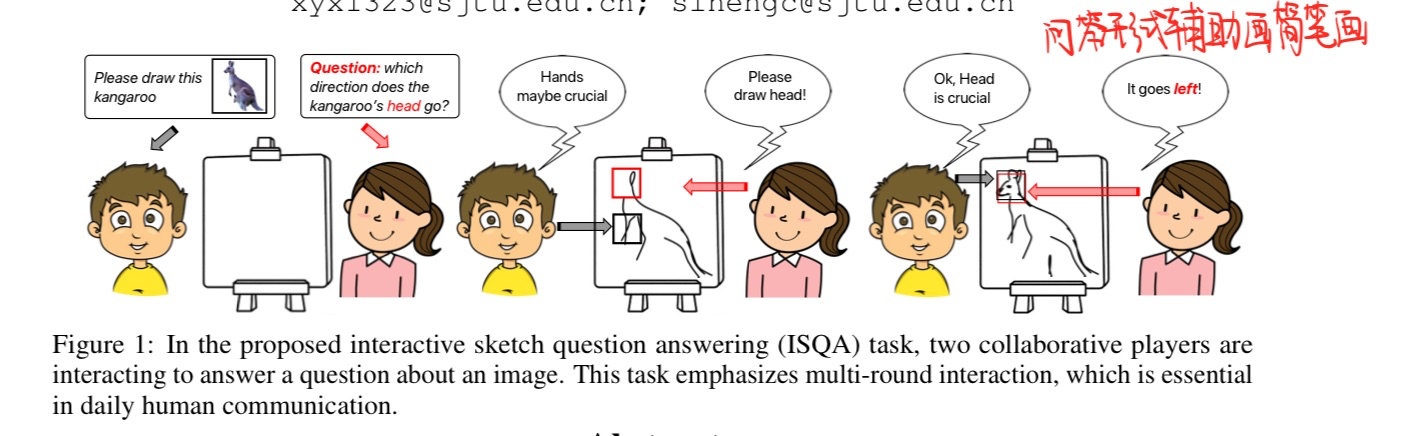 xyx1323@sjtu.edu.cn; sihengc@sjtu.edu.cn
问答形式辅助画简笔画
Please draw this
kangaroo
Question: which
direction does the
kangaroo's head go?
Hands
maybe crucial
Please
draw head!
Ok, Head
is crucial
It goes left!
Figure 1: In the proposed interactive sketch question answering (ISQA) task, two collaborative players are
interacting to answer a question about an image. This task emphasizes multi-round interaction, which is essential
in daily human communication.